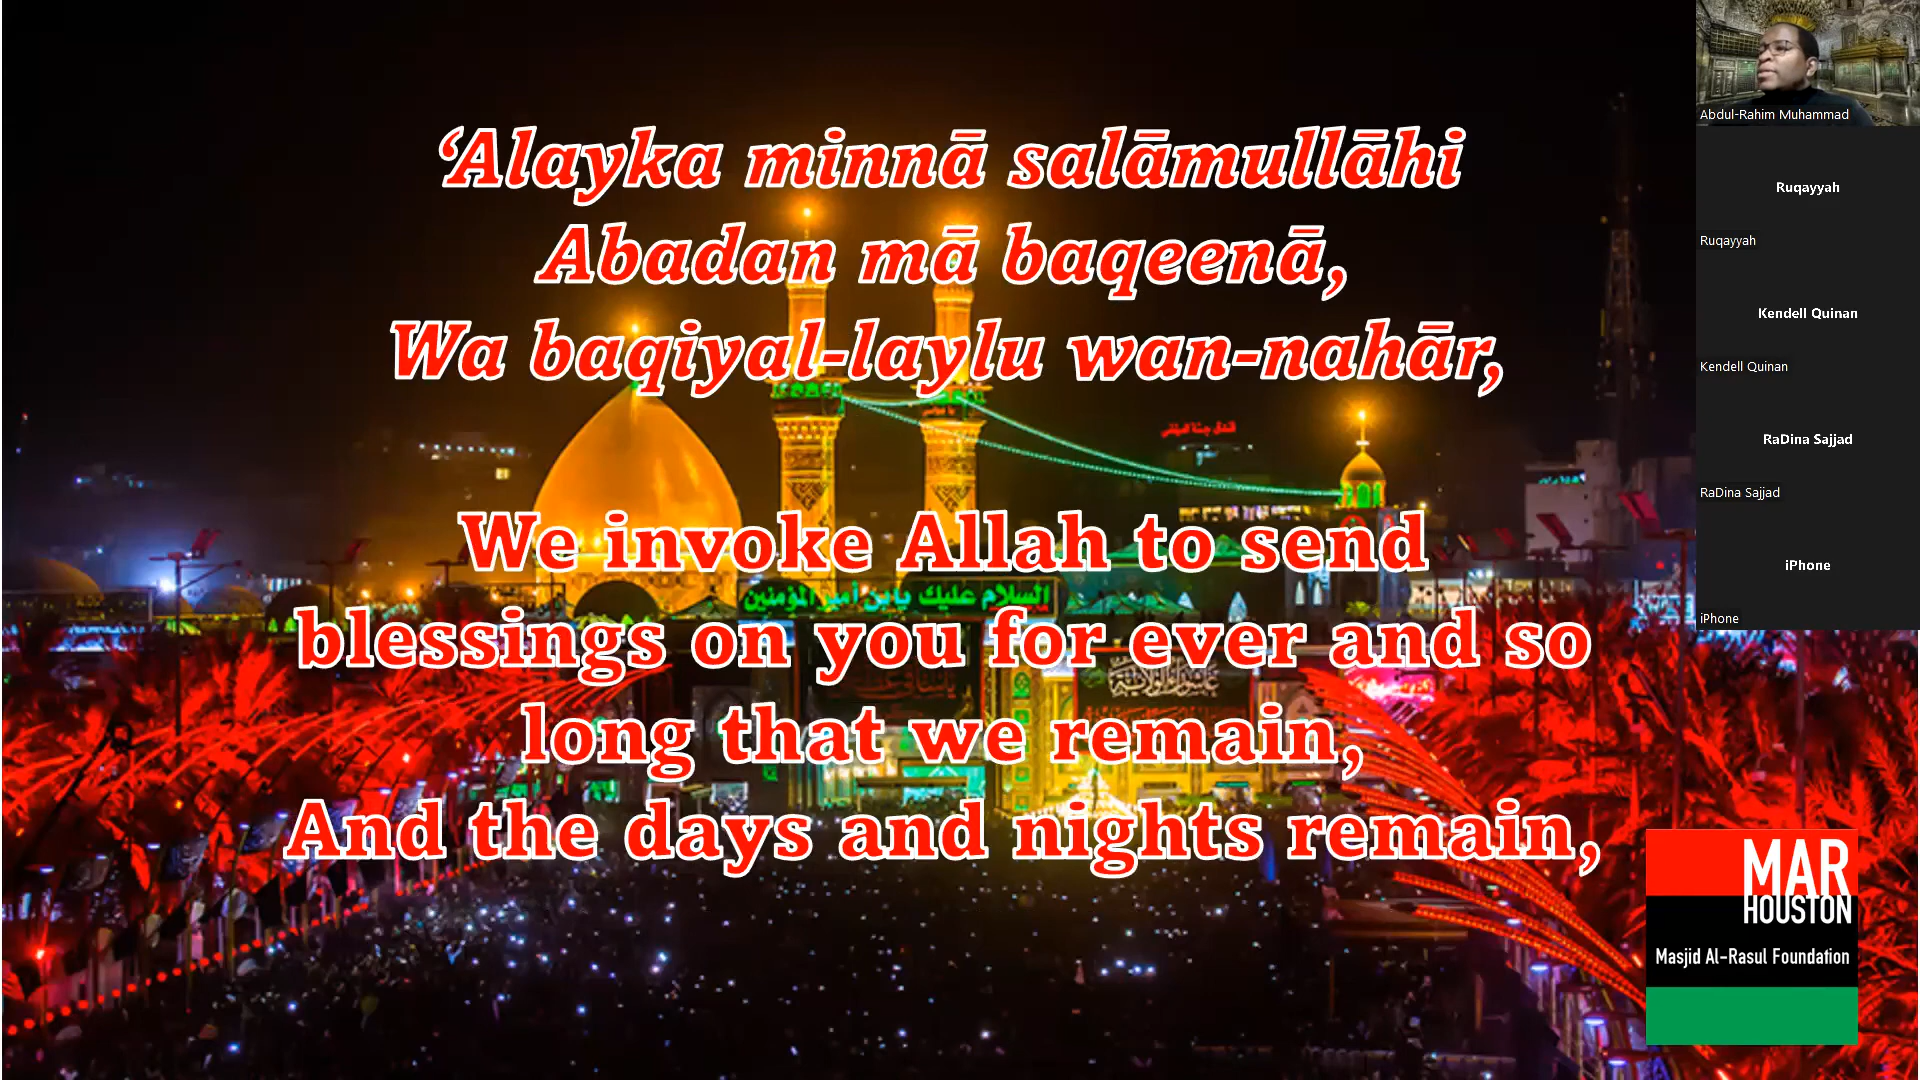 ‘Alayka minnā salāmullāhi
Abadan mā baqeenā,
Wa baqiyal-laylu wan-nahār,
We invoke Allah to send
blessings on you for ever and so
long that we remain,
And the days and nights remain,
السلام عليك يابن أمير المؤمنين
Abdul-Rahim Muhammad
Ruqayyah
Ruqayyah
Kendell Quinan
Kendell Quinan
RaDina Sajjad
RaDina Sajjad
iPhone
iPhone
MAR
HOUSTON
Masjid Al-Rasul Foundation